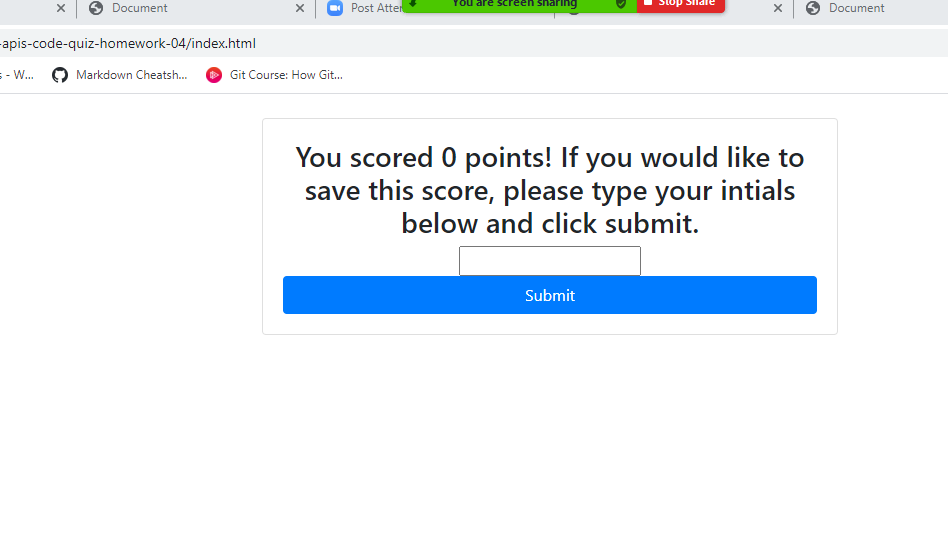 Document
Post Atter
You are screen sharing
Stop Share
Document
-apis-code-quiz-homework-04/index.html
s - W...
Markdown Cheatsh...
Git Course: How Git...
You scored 0 points! If you would like to
save this score, please type your intials
below and click submit.
Submit